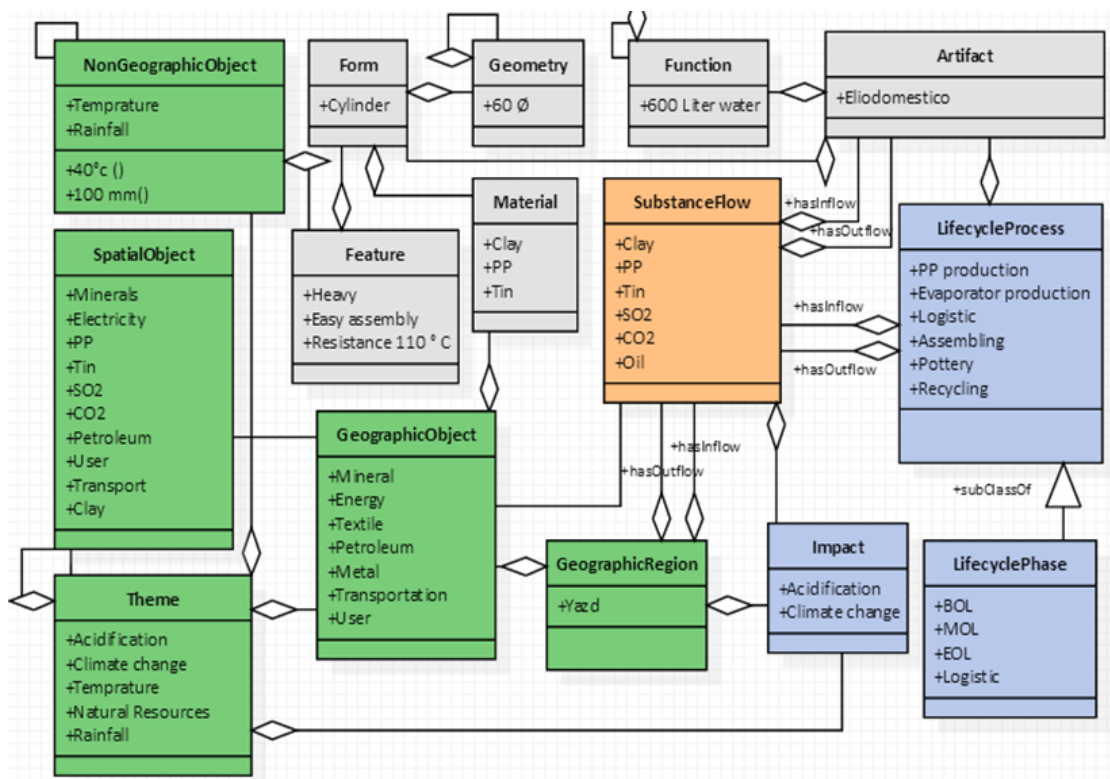 NonGeographicObject
+Temprature
+Rainfall
+40°c ()
+100 mm()
Form
+Cylinder
Geometry
+60 Ø
Function
+600 Liter water
Artifact
+Eliodomestico
SpatialObject
+Minerals
+Electricity
+PP
+Tin
+SO2
+CO2
+Petroleum
+User
+Transport
+Clay
Feature
+Heavy
+Easy assembly
+Resistance 110 ° C
Material
+Clay
+PP
+Tin
SubstanceFlow
+Clay
+PP
+Tin
+SO2
+CO2
+Oil
+hasInflow
+hasOutflow
+hasInflow
+hasOutflow
LifecycleProcess
+PP production
+Evaporator production
+Logistic
+Assembling
+Pottery
+Recycling
GeographicObject
+Mineral
+Energy
+Textile
+Petroleum
+Metal
+Transportation
+User
+hasInflow
+hasOutflow
+subClassOf
GeographicRegion
+Yazd
Impact
+Acidification
+Climate change
LifecyclePhase
+BOL
+MOL
+EOL
+Logistic
Theme
+Acidification
+Climate change
+Temprature
+Natural Resources
+Rainfall